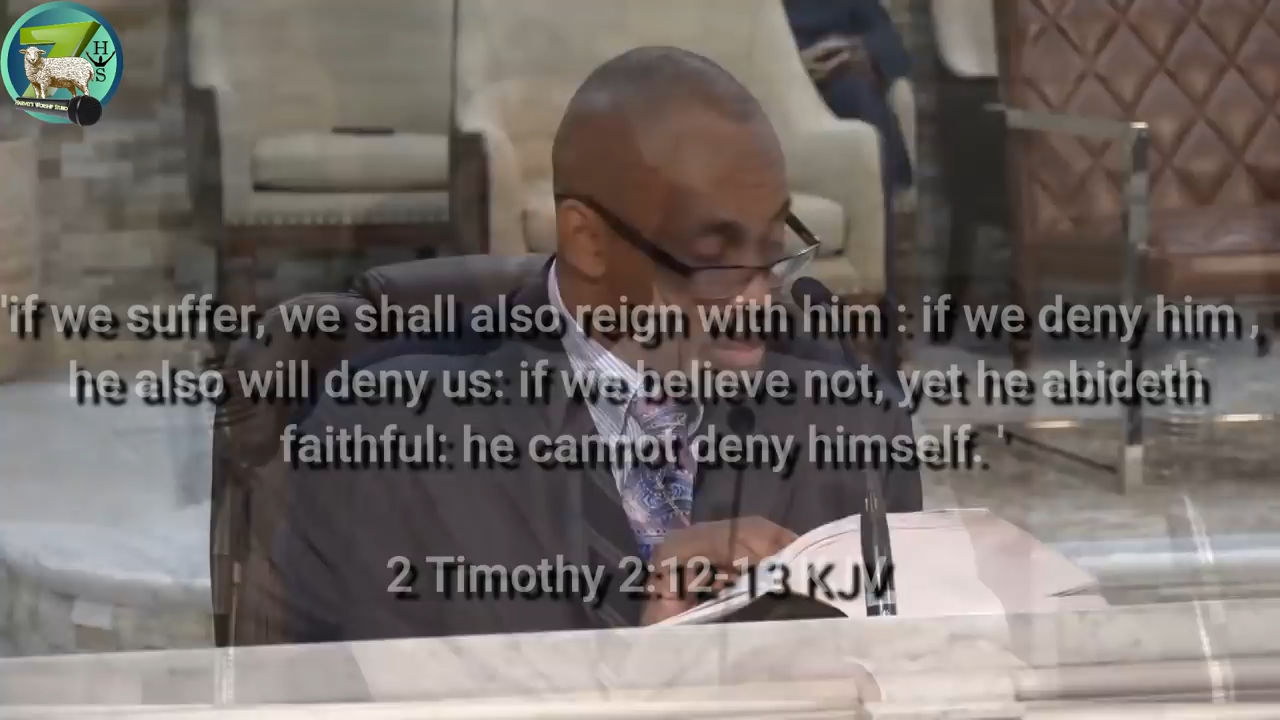 'if we suffer, we shall also reign with him : if we deny him ,
he also will deny us: if we believe not, yet he abideth
faithful: he cannot deny himself. '
2 Timothy 2:12-13 KJV
H
S